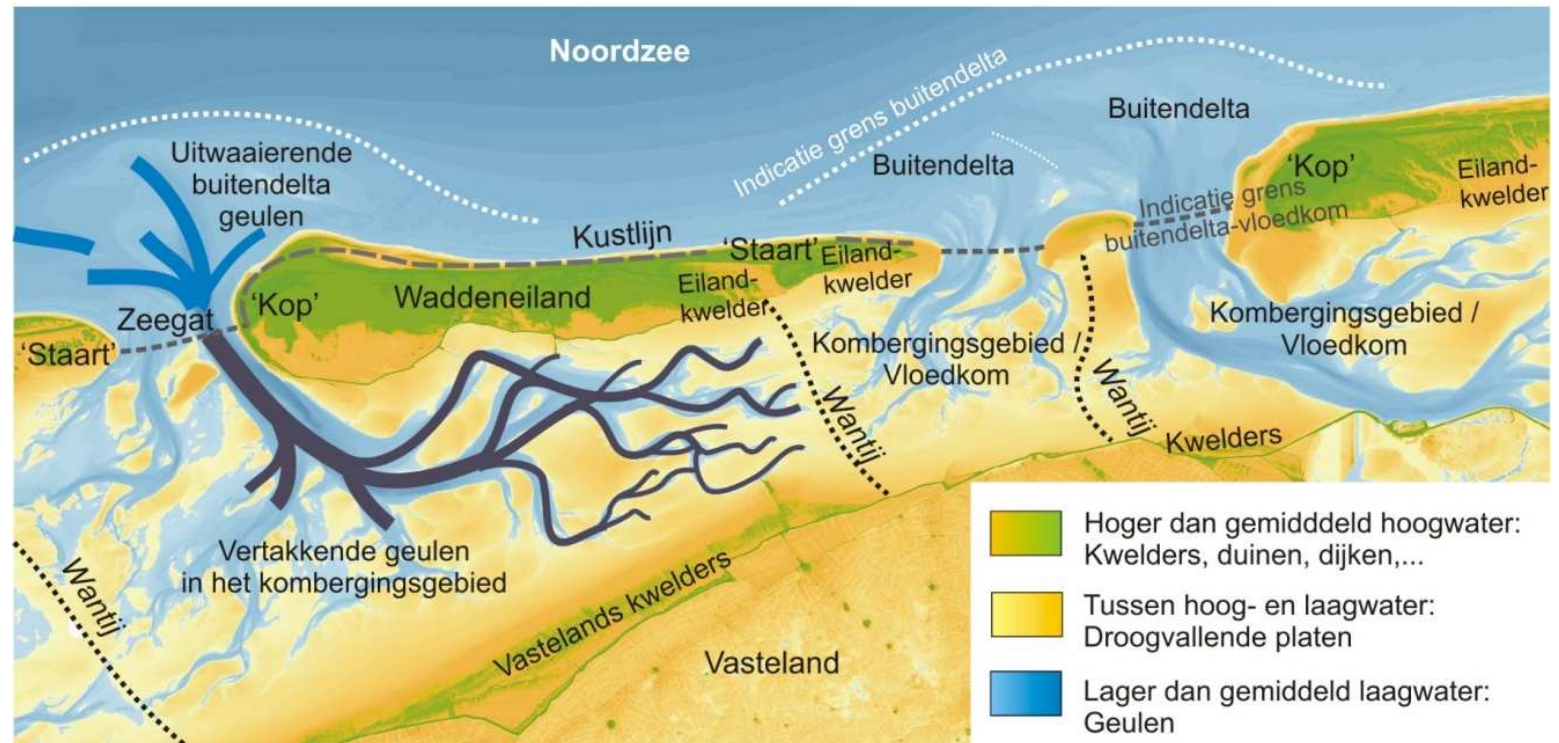 Noordzee
Indicatie grens buitendelta
Buitendelta
Uitwaaierende
buitendelta
geulen
Buitendelta
'Kop'
Eiland-
kwelder
Indicatie grens
buitendelta-vloedkom
Kustlijn
'Staart'
Eiland-
kwelder
Eiland-
kwelder
Waddeneiland
'Kop'
Zeegat
'Staart'
Kombergingsgebied /
Vloedkom
Kombergingsgebied /
Vloedkom
Wantij
Wantij
Kwelders
Vertakkende geulen
in het kombergingsgebied
Wantij
Vastelands kwelders
Vasteland
Hoger dan gemidddeld hoogwater:
Kwelders, duinen, dijken,...
Tussen hoog- en laagwater:
Droogvallende platen
Lager dan gemiddeld laagwater:
Geulen